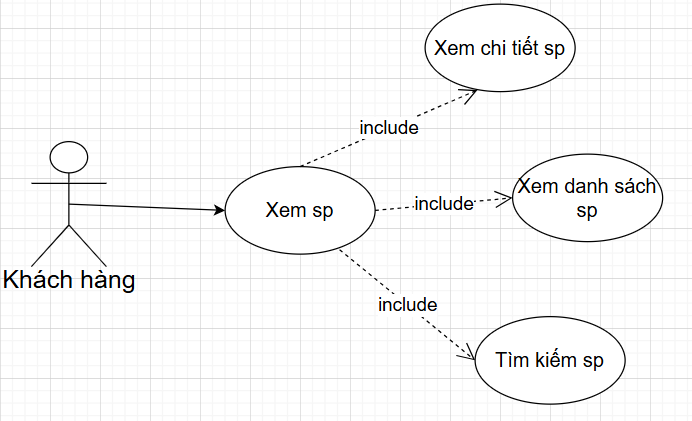 Xem chi tiết sp
include
Xem danh sách
sp
include
Xem sp
Khách hàng
include
Tìm kiếm sp